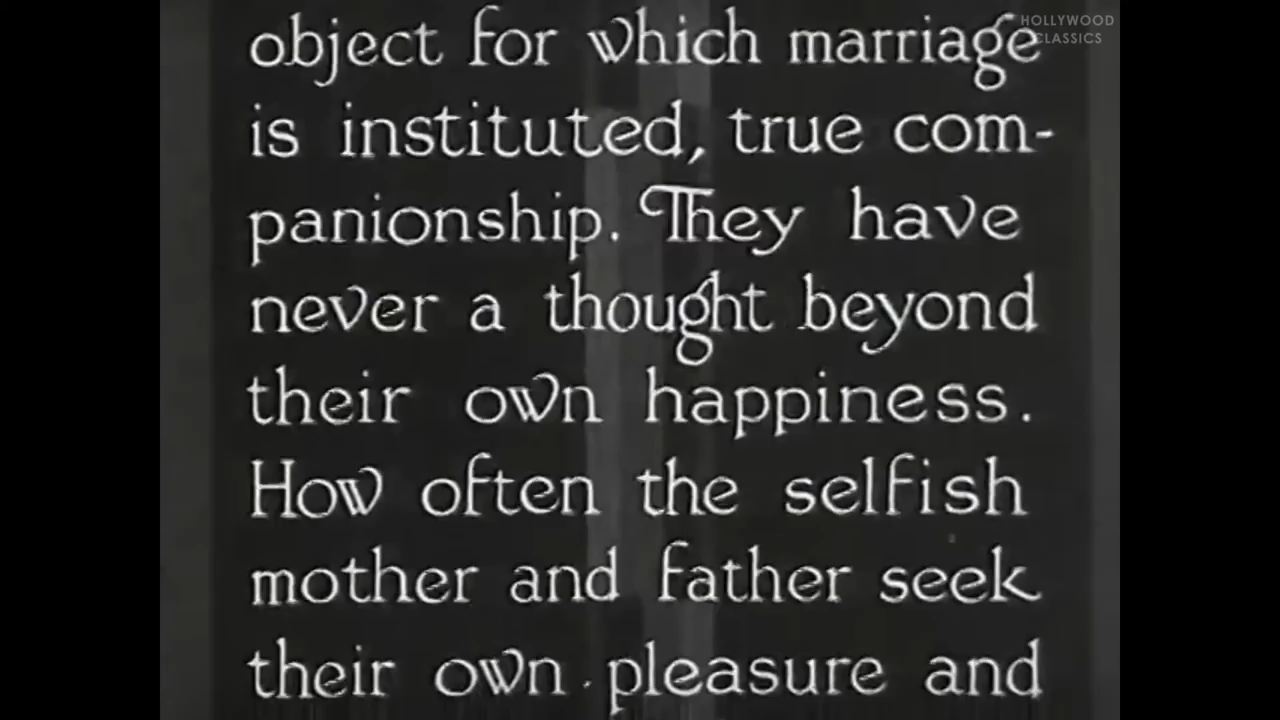 HOLLYWOOD
CLASSICS
object for which marriage
is instituted, true com-
panionship. They have
never a thought beyond
their own happiness.
How often the selfish
mother and father seek
their own pleasure and